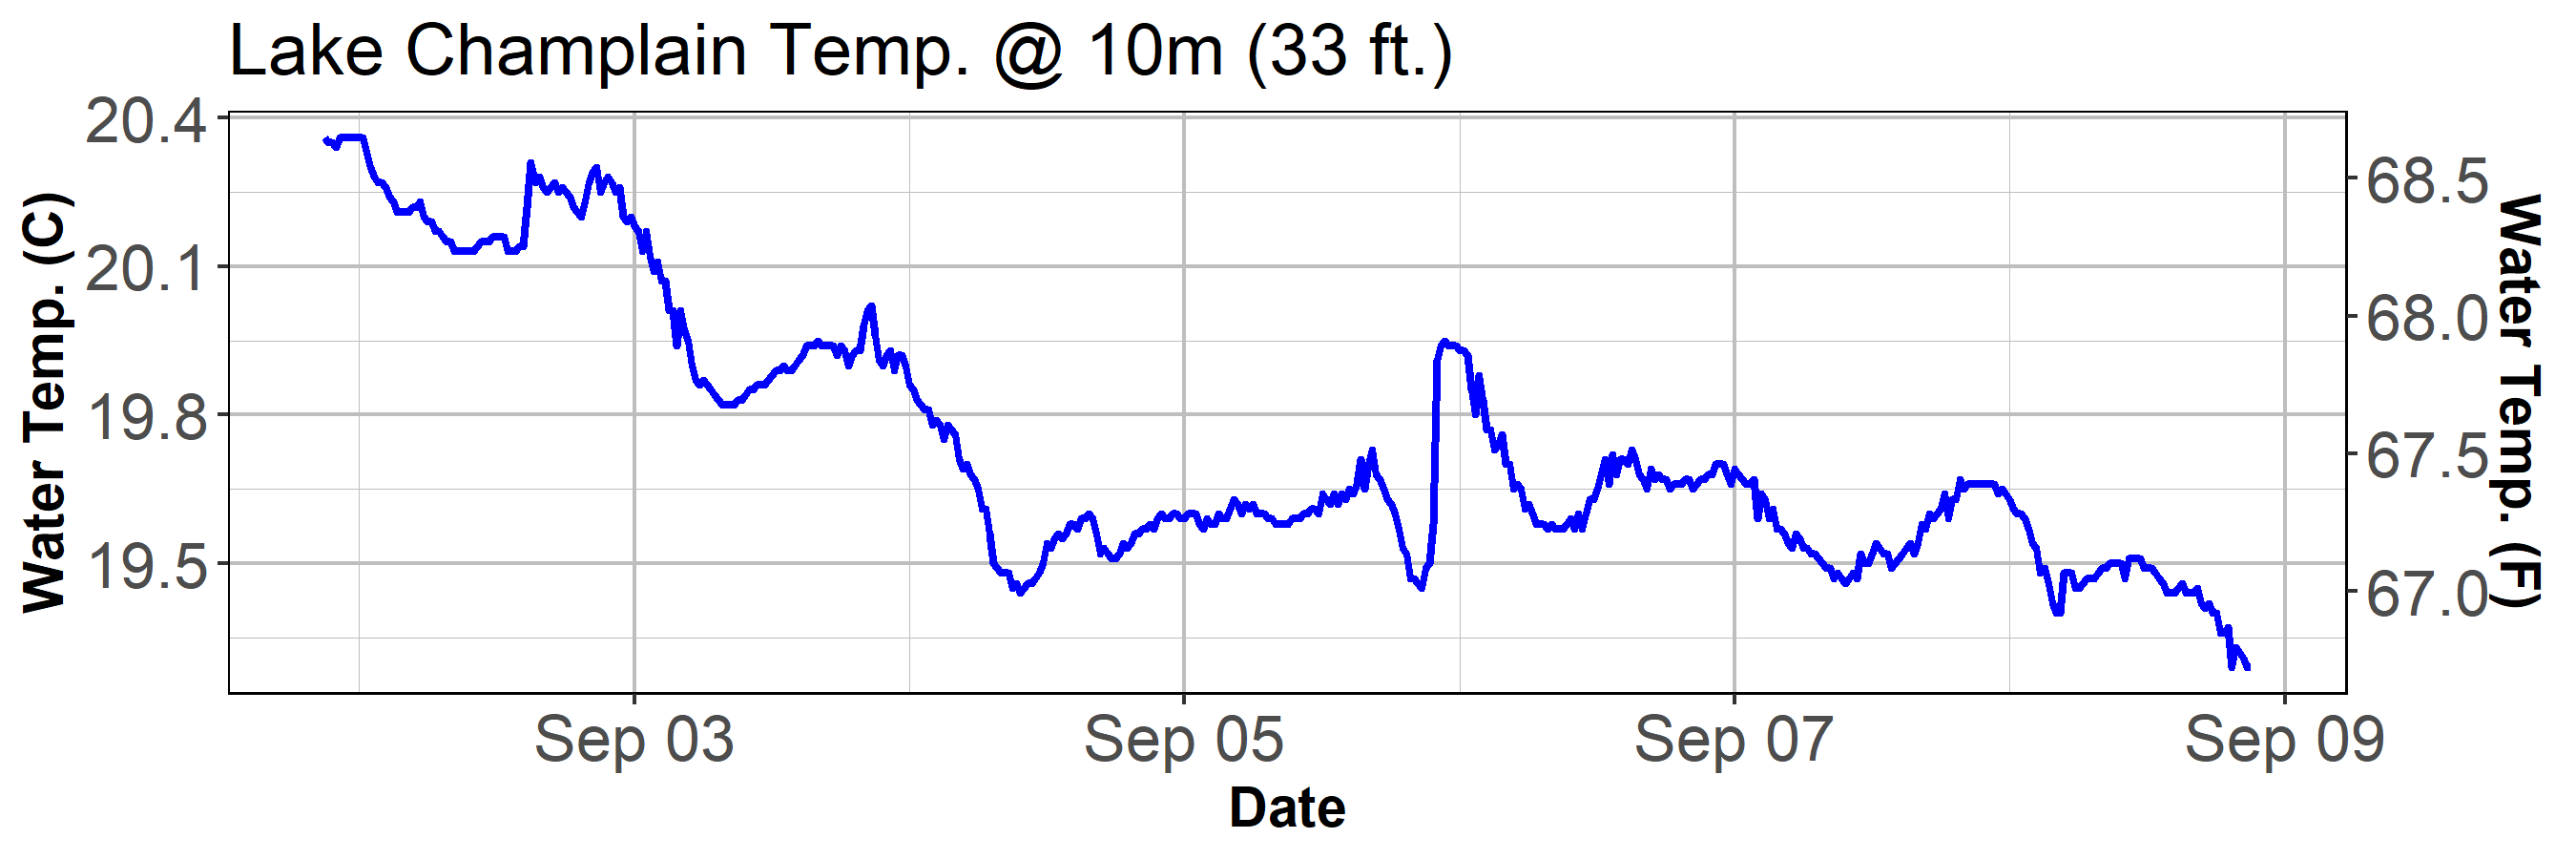 Lake Champlain Temp. @ 10m (33 ft.)
Water Temp. (C)
20.4
20.1
19.8
19.5
68.5
68.0
67.5
67.0
Water Temp. (F)
Sep 03
Sep 05
Sep 07
Sep 09
Date